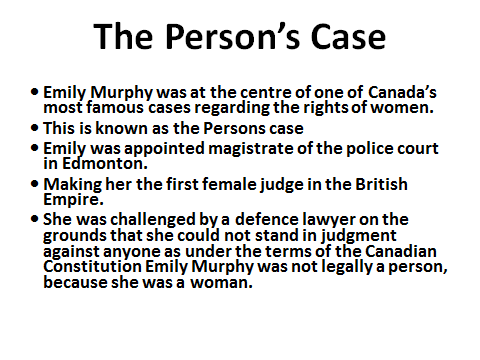 The Person's Case
• Emily Murphy was at the centre of one of Canada's
most famous cases regarding the rights of women.
• This is known as the Persons case
• Emily was appointed magistrate of the police court
in Edmonton.
• Making her the first female judge in the British
Empire.
• She was challenged by a defence lawyer on the
grounds that she could not stand in judgment
against anyone as under the terms of the Canadian
Constitution Emily Murphy was not legally a person,
because she was a woman.